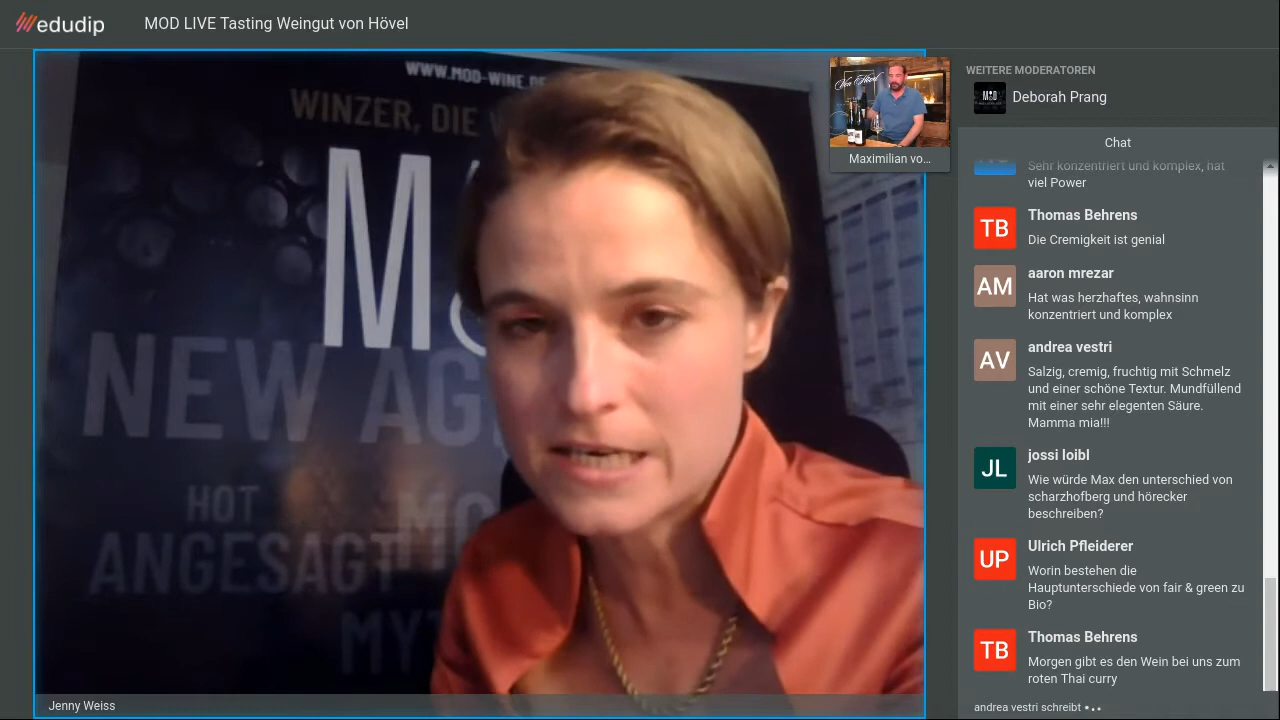 edudip
MOD LIVE Tasting Weingut von Hövel
WWW.MOD-WINE.DE
WINZER, DIE
M
NEW AG
HOT
ANGESAGT
MY
Jenny Weiss
Von Hövel
Maximilian vo...
WEITERE MODERATOREN
Deborah Prang
Chat
Sehr konzentriert und komplex, hat
viel Power
TB
Thomas Behrens
Die Cremigkeit ist genial
AM
aaron mrezar
Hat was herzhaftes, wahnsinn
konzentriert und komplex
AV
andrea vestri
Salzig, cremig, fruchtig mit Schmelz
und einer schöne Textur. Mundfüllend
mit einer sehr elegenten Säure.
Mamma mia!!!
JL
jossi loibl
Wie würde Max den unterschied von
scharzhofberg und hörecker
beschreiben?
UP
Ulrich Pfleiderer
Worin bestehen die
Hauptunterschiede von fair & green zu
Bio?
TB
Thomas Behrens
Morgen gibt es den Wein bei uns zum
roten Thai curry
andrea vestri schreibt